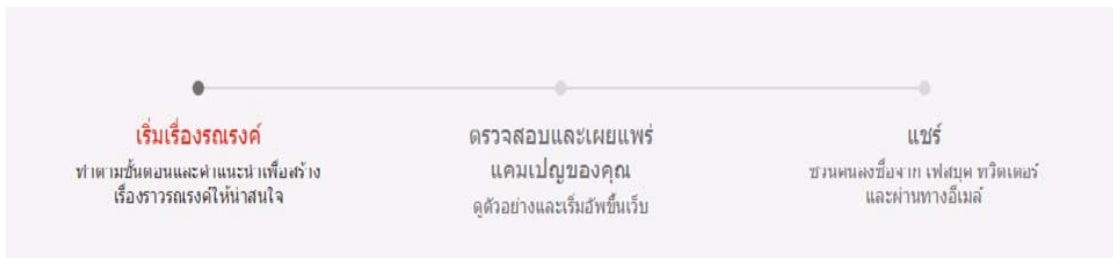 เริ่มเรื่องรณรงค์
ทำตามขั้นตอนและคำแนะนำเพื่อสร้าง
เรื่องราวรณรงค์ให้น่าสนใจ
ตรวจสอบและเผยแพร่
แคมเปญของคุณ
ดูตัวอย่างและเริ่มอัพขึ้นเว็บ
แชร์
ชวนคนลงชื่อจาก เฟสบุค ทวิตเตอร์
และผ่านทางอีเมล์